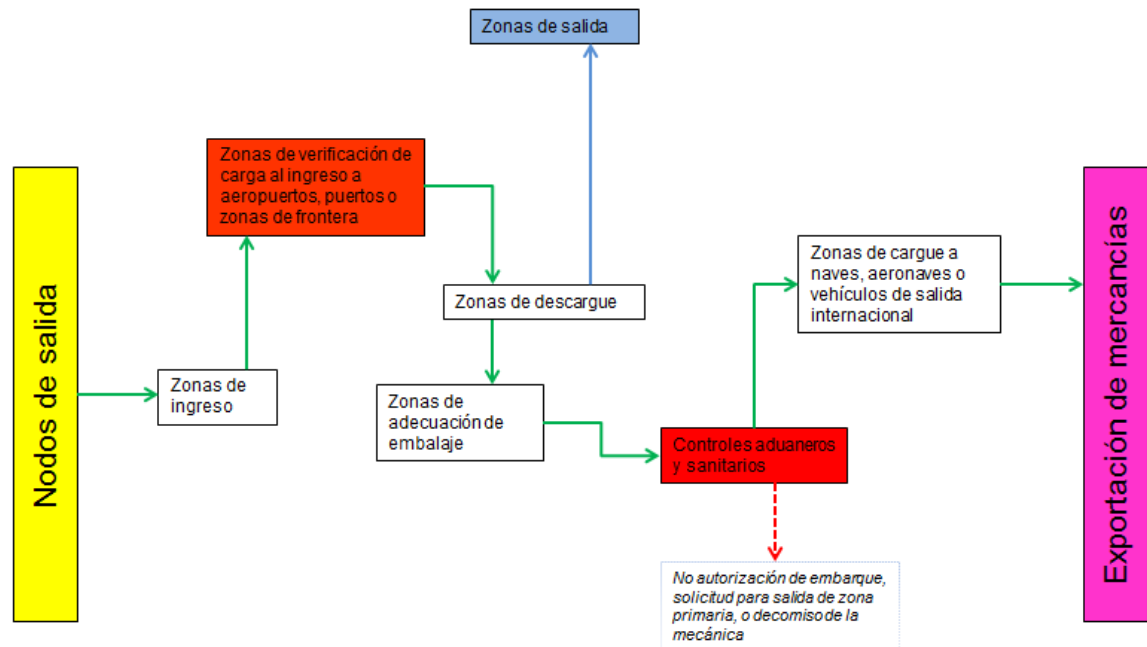 Zonas de salida
Zonas de verificación de
carga al ingreso a
aeropuertos, puertos o
zonas de frontera
Nodos de salida
Zonas de
ingreso
Zonas de descargue
Zonas de
adecuación de
embalaje
Controles aduaneros
y sanitarios
Zonas de cargue a
naves, aeronaves o
vehículos de salida
internacional
Exportación de mercancías
No autorización de embarque,
solicitud para salida de zona
primaria, o decomiso de la
mecánica